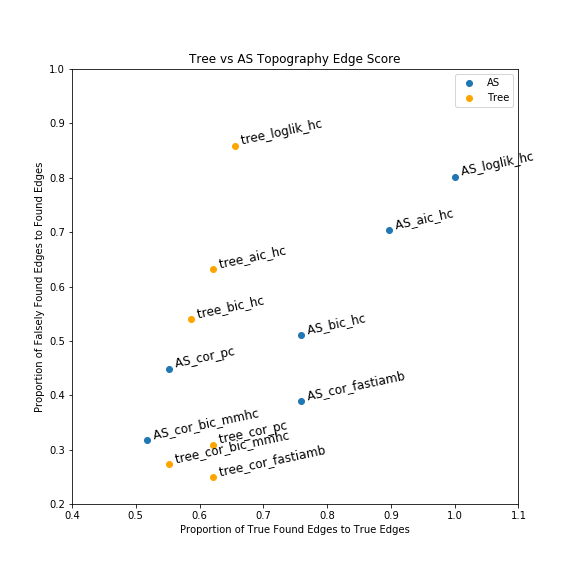 Tree vs AS Topography Edge Score
AS
Tree
Proportion of Falsely Found Edges to Found Edges
1.0
0.9
0.8
0.7
0.6
0.5
0.4
0.3
0.2
tree_loglik_hc
AS_loglik_hc
AS_aic_hc
tree_aic_hc
tree_bic_hc
AS_bic_hc
AS_cor_pc
AS_cor_fastiamb
AS_cor_bic_mmhc
tree_cor_pc
tree_cor_bic_mmhc
tree_cor_fastiamb
0.4 0.5 0.6 0.7 0.8 0.9 1.0 1.1
Proportion of True Found Edges to True Edges